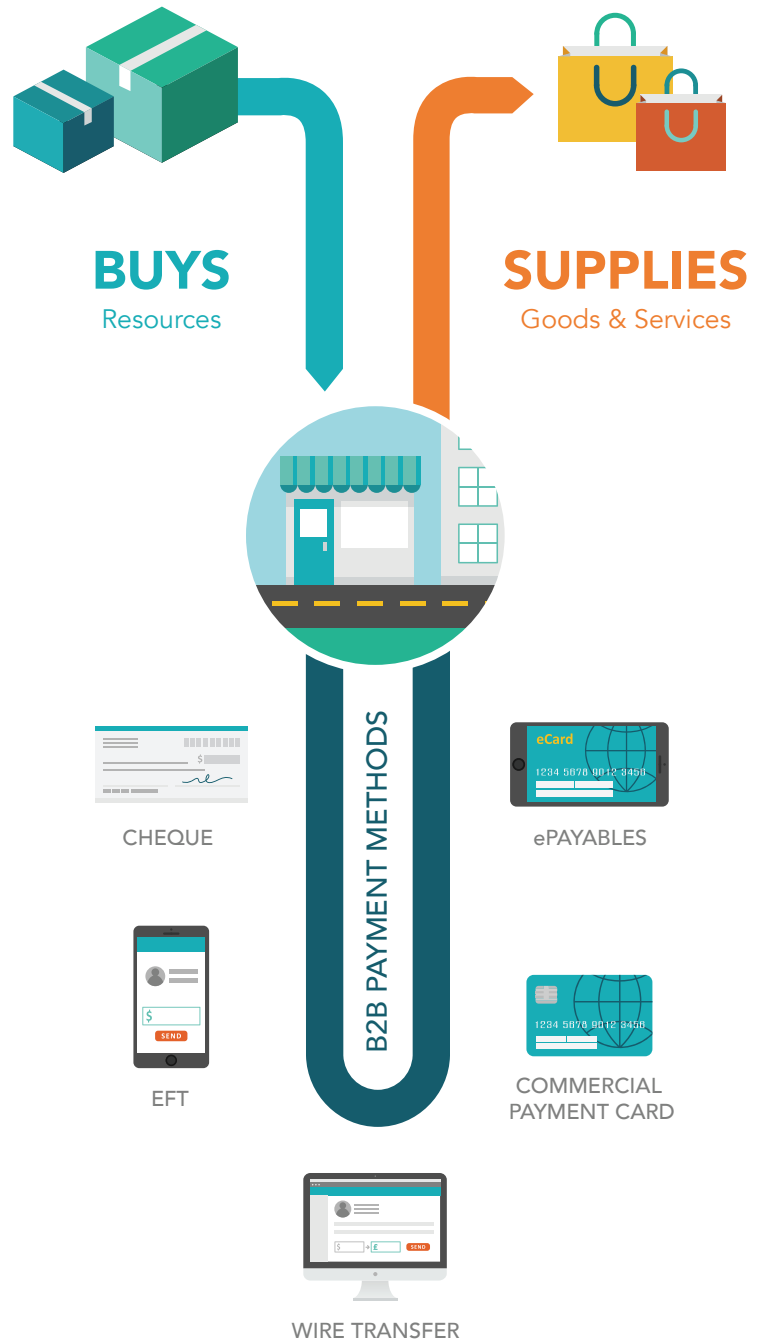 BUYS
Resources
SUPPLIES
Goods & Services
B2B PAYMENT METHODS
$
CHEQUE
eCard
1234 5678 9012 3456
ePAYABLES
$
SEND
EFT
1234 5678 9012 3456
COMMERCIAL
PAYMENT CARD
$ £ SEND
WIRE TRANSFER